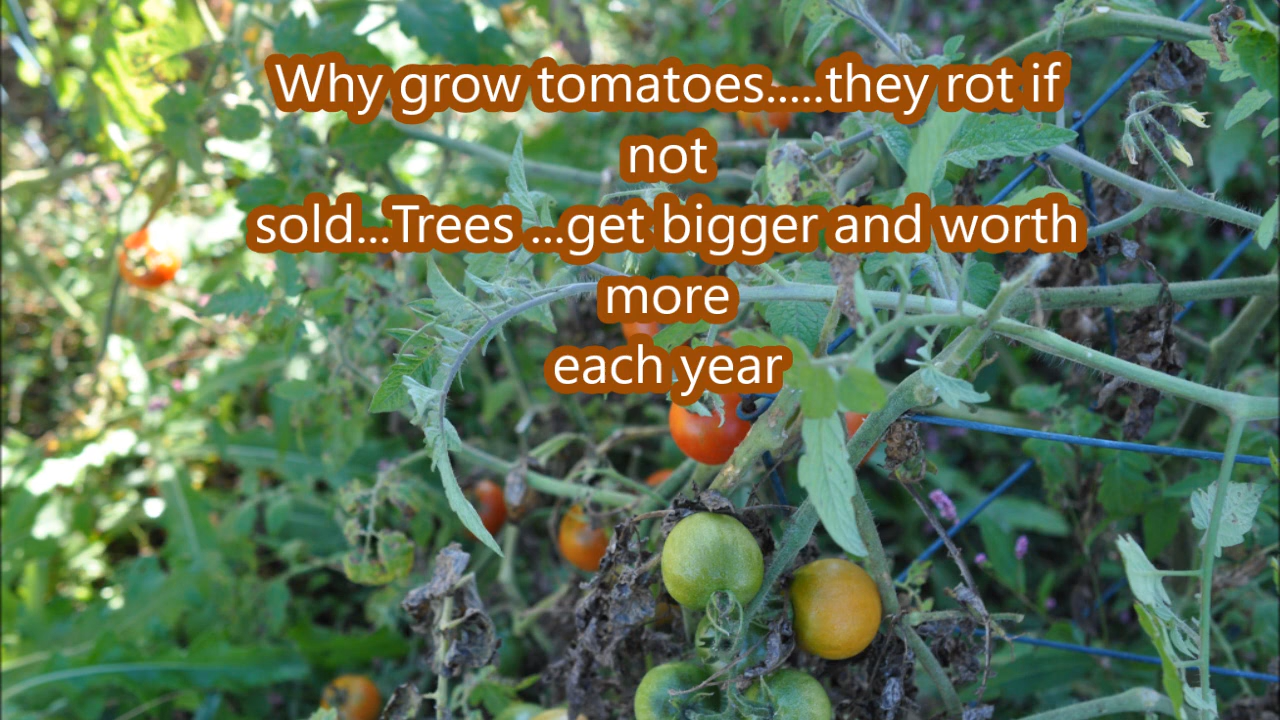 Why grow tomatoes.....they rot if
not
sold...Trees ...get bigger and worth
more
each year